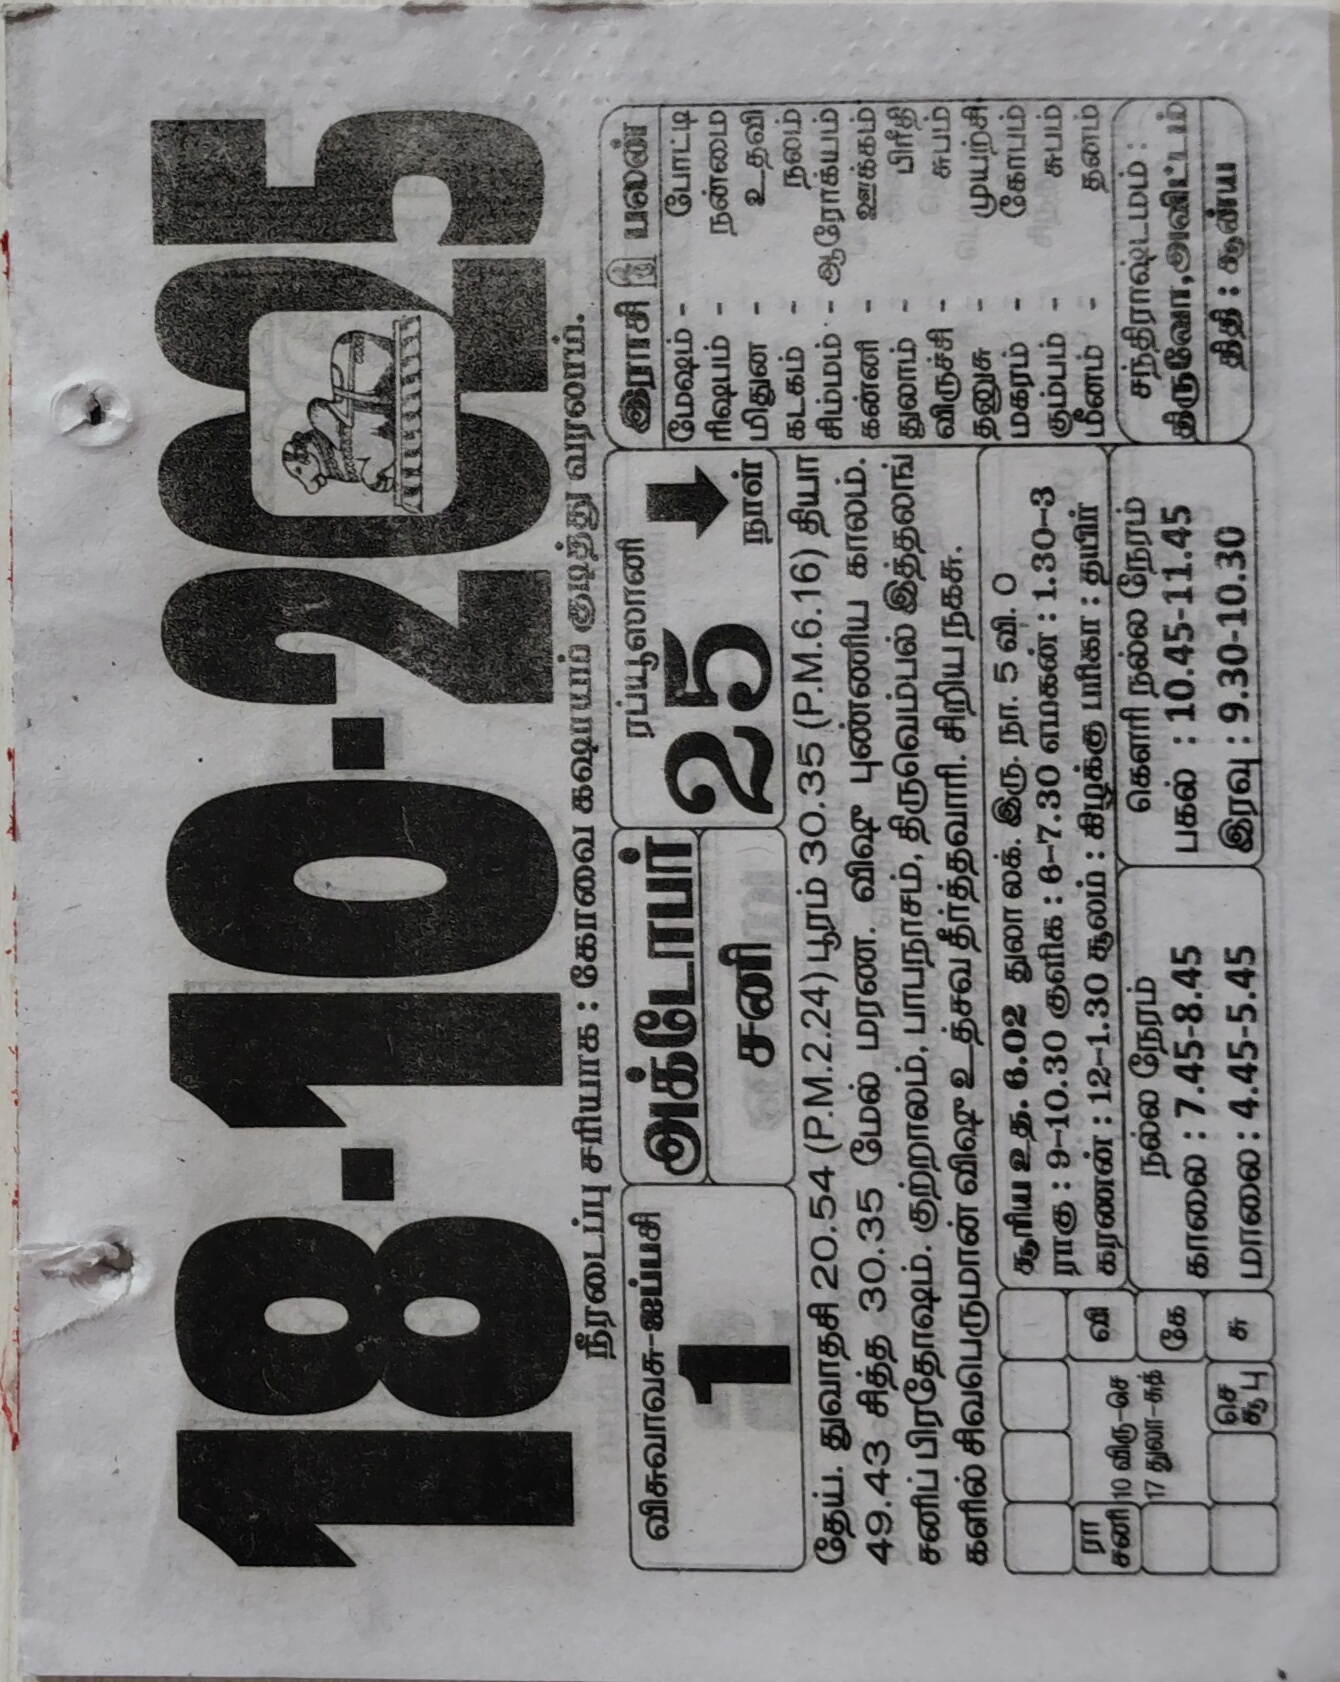 18-10-2025
நீரடைப்பு சரியாக : கோவை கஷாயம் குடித்து வரலாம்.
விசுவாவசு-ஐப்பசி
1
அக்டோபர்
சனி
ரப்யூஸானி
25
நாள்
இராசி பலன்
மேஷம் - போட்டி
ரிஷபம் - நன்மை
மிதுன - உதவி
கடகம் - நலம்
சிம்மம் - ஆரோக்யம்
கன்னி - ஊக்கம்
துலாம் - பிரீதி
விருச்சி - சுபம்
தனுசு - முயற்சி
மகரம் - கோபம்
கும்பம் - சுபம்
மீனம் - தனம்
சந்திராஷ்டமம் :
திருவோ,அவிட்டம்
திதி : சூன்ய
தேய். துவாதசி 20.54 (P.M.2.24) பூரம் 30.35 (P.M.6.16) தியா
49.43 சித்த 30.35 மேல் மரண. விஷு புண்ணிய காலம்.
சனிப் பிரதோஷம். குற்றாலம், பாபநாசம், திருவெம்பல் இத்தலங்
களில் சிவபெருமான் விஷு உத்சவ தீர்த்தவாரி. சிறிய நகசு.
சூரிய உத. 6.02 துலா லக். இரு. நா. 5 வி. 0
ராகு : 9-10.30 குளிக : 6-7.30 எமகன் : 1.30-3
கரணன் : 12-1.30 சூலம் : கிழக்கு பரிகா : தயிர்
நல்ல நேரம்
காலை : 7.45-8.45
மாலை : 4.45-5.45
கௌரி நல்ல நேரம்
பகல் : 10.45-11.45
இரவு : 9.30-10.30
ரா
சனி
10 விரு-செ
17 துலா-சுத்
வி
கே
செ
சூ பு
சு